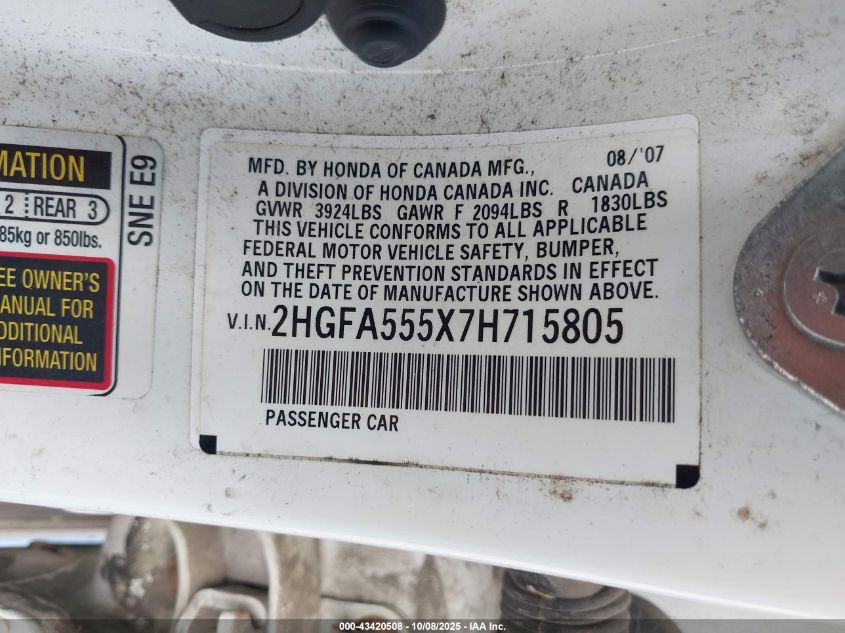 MATION
2 REAR 3
85kg or 850lbs.
EE OWNER'S
ANUAL FOR
DDITIONAL
NFORMATION
SNE E9
MFD. BY HONDA OF CANADA MFG., 08/'07
A DIVISION OF HONDA CANADA INC. CANADA
GVWR 3924LBS GAWR F 2094LBS R 1830LBS
THIS VEHICLE CONFORMS TO ALL APPLICABLE
FEDERAL MOTOR VEHICLE SAFETY, BUMPER,
AND THEFT PREVENTION STANDARDS IN EFFECT
ON THE DATE OF MANUFACTURE SHOWN ABOVE.
V.I.N. 2HGFA555X7H715805
PASSENGER CAR
000-43420508 - 10/08/2025 - IAA Inc.